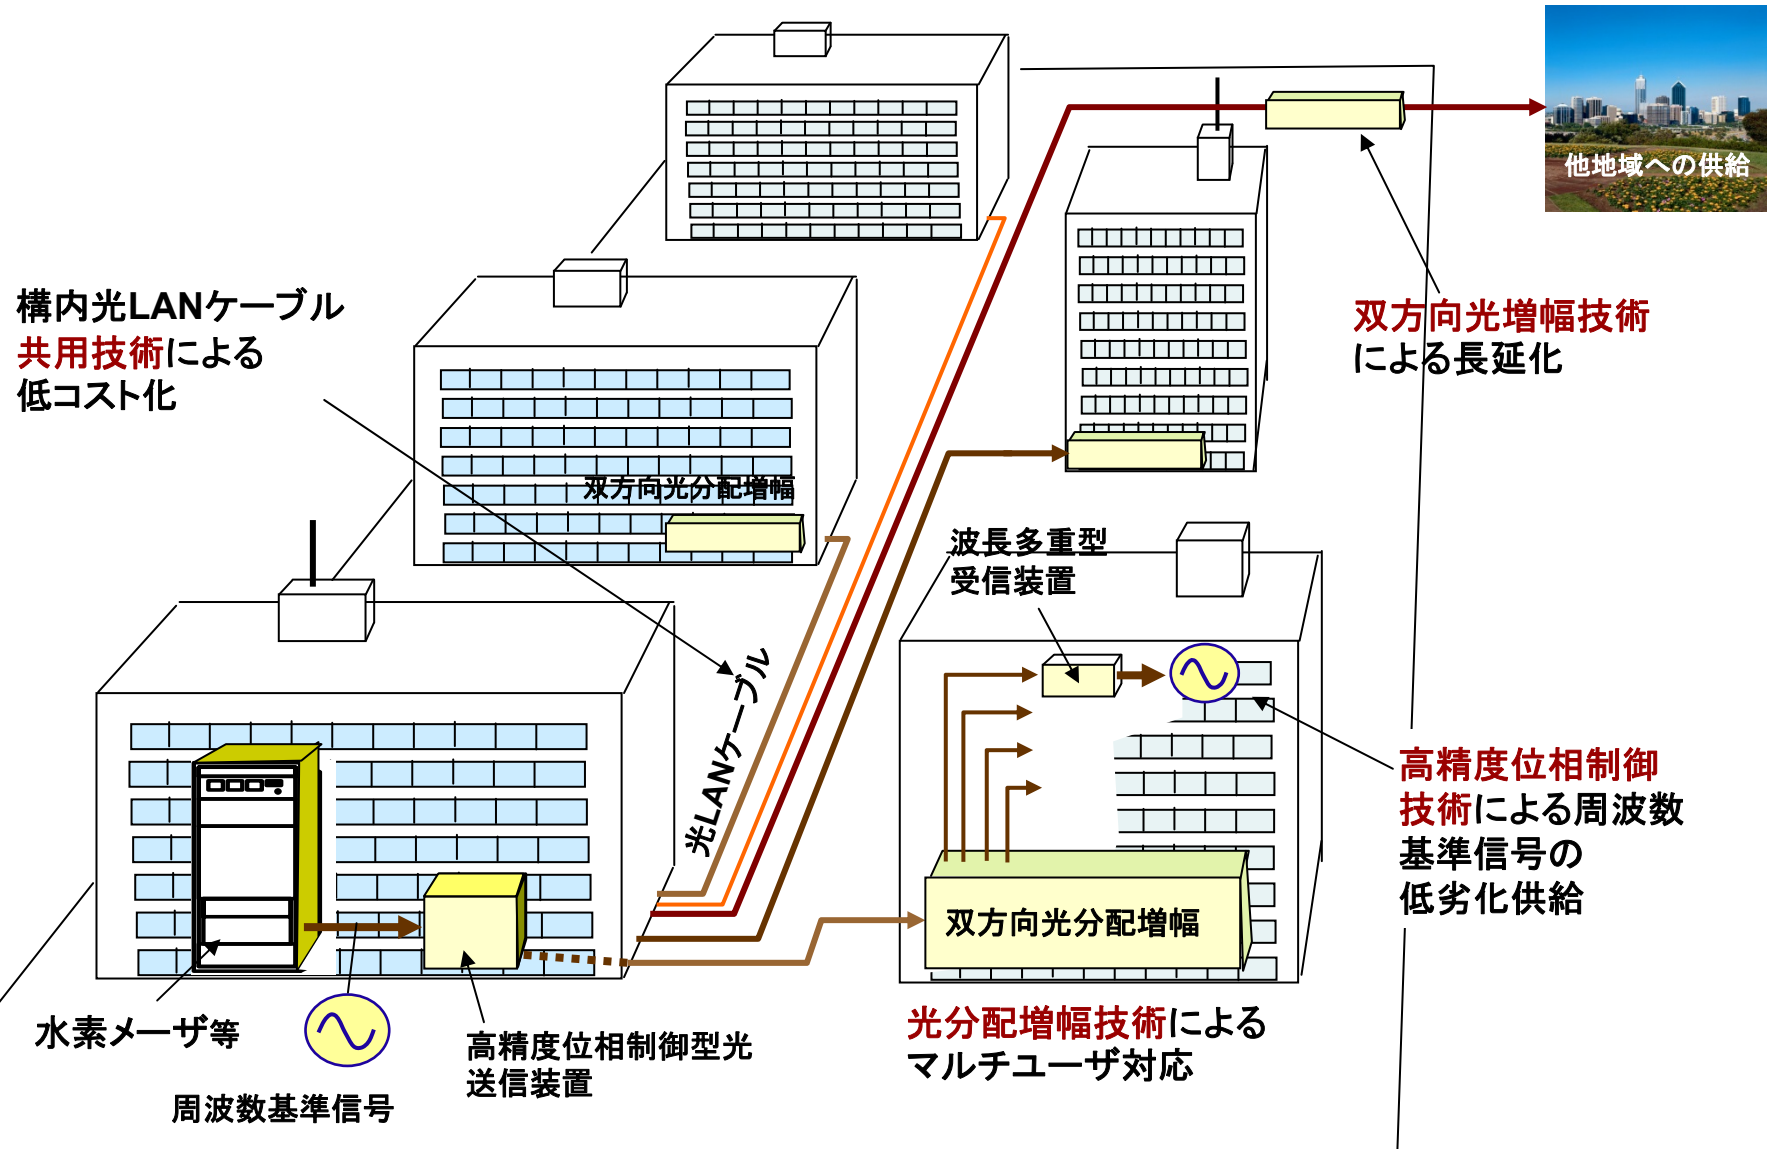 他地域への供給
構内光LANケーブル
共用技術による
低コスト化
双方向光増幅技術
による長延化
双方向光分配増幅
波長多重型
受信装置
光LANケーブル
高精度位相制御
技術による周波数
基準信号の
低劣化供給
双方向光分配増幅
光分配増幅技術による
マルチユーザ対応
水素メーザ等
高精度位相制御型光
送信装置
周波数基準信号